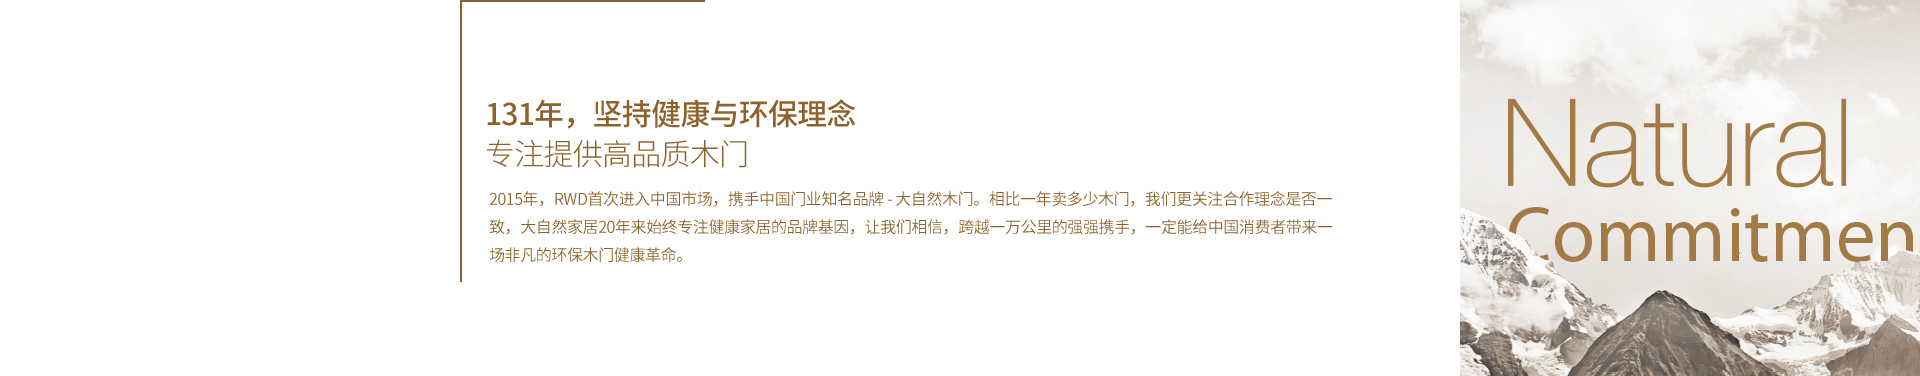 131年，坚持健康与环保理念
专注提供高品质木门
2015年，RWD首次进入中国市场，携手中国门业知名品牌 - 大自然木门。相比一年卖多少木门，我们更关注合作理念是否一
致，大自然家居20年来始终专注健康家居的品牌基因，让我们相信，跨越一万公里的强强携手，一定能给中国消费者带来一
场非凡的环保木门健康革命。
Natural
Commitmen